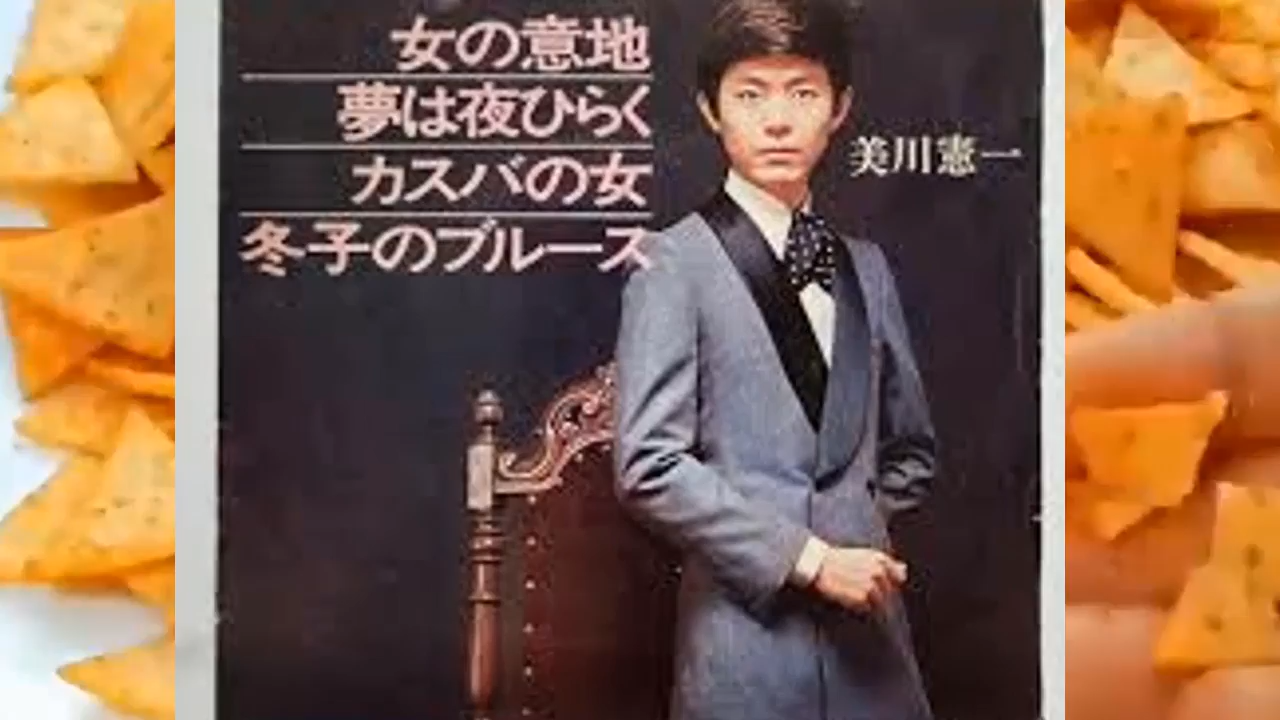 女の意地
夢は夜ひらく
カスバの女
冬子のブルース
美川憲一